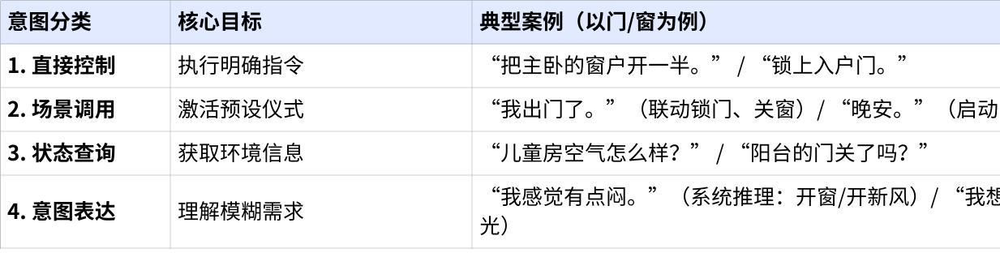 意图分类 核心目标 典型案例（以门/窗为例）
1. 直接控制 执行明确指令 “把主卧的窗户开一半。” / “锁上入户门。”
2. 场景调用 激活预设仪式 “我出门了。”（联动锁门、关窗）/ “晚安。”（启动
3. 状态查询 获取环境信息 “儿童房空气怎么样？” / “阳台的门关了吗？”
4. 意图表达 理解模糊需求 “我感觉有点闷。”（系统推理：开窗/开新风）/ “我想
光）